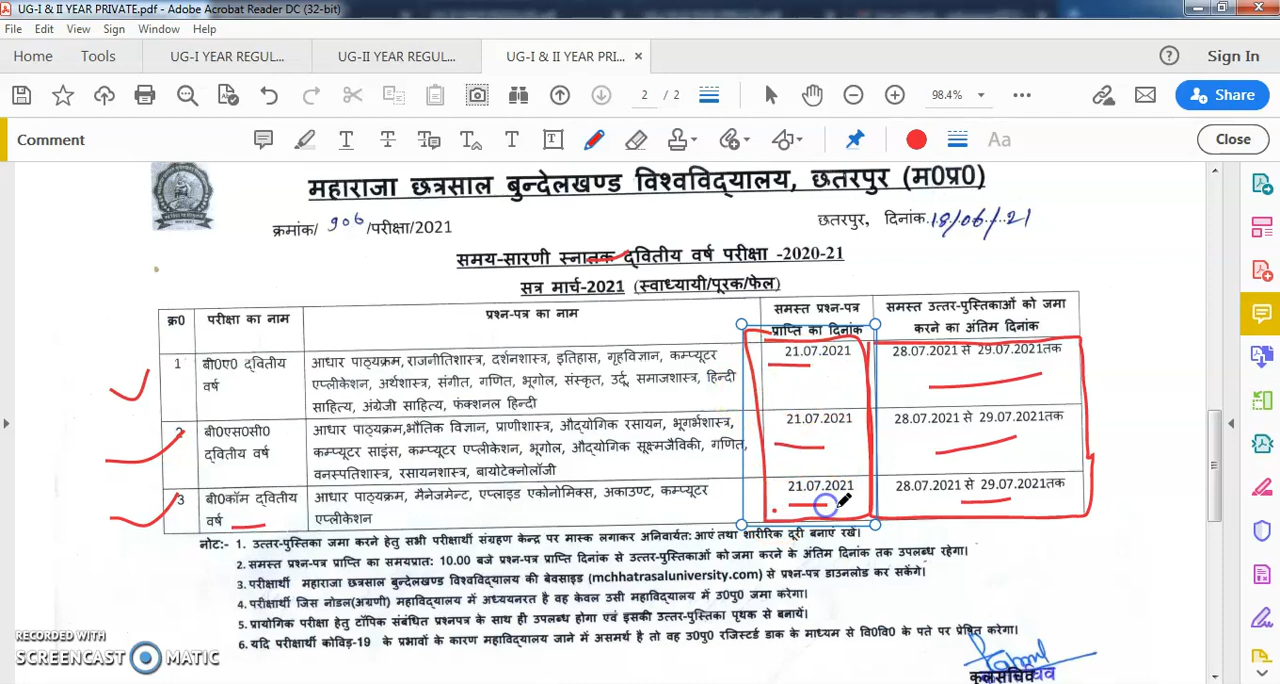 UG-I & II YEAR PRIVATE.pdf - Adobe Acrobat Reader DC (32-bit)
File Edit View Sign Window Help
Home Tools UG-I YEAR REGUL... UG-II YEAR REGUL... UG-I & II YEAR PRI... × Sign In
2 / 2 98.4% Share
Comment Aa Close
महाराजा छत्रसाल बुन्देलखण्ड विश्वविद्यालय, छतरपुर (म0प्र0)
क्रमांक/ 906 /परीक्षा/2021 छतरपुर, दिनांक.18/06/21
समय-सारणी स्नातक द्वितीय वर्ष परीक्षा -2020-21
सत्र मार्च-2021 (स्वाध्यायी/पूरक/फेल)
क्र0 परीक्षा का नाम प्रश्न-पत्र का नाम समस्त प्रश्न-पत्र प्राप्ति का दिनांक समस्त उत्तर-पुस्तिकाओं को जमा करने का अंतिम दिनांक
1 बी0ए0 द्वितीय वर्ष आधार पाठ्यक्रम,राजनीतिशास्त्र, दर्शनशास्त्र, इतिहास, गृहविज्ञान, कम्प्यूटर 21.07.2021 28.07.2021 से 29.07.2021तक
एप्लीकेशन, अर्थशास्त्र, संगीत, गणित, भूगोल, संस्कृत, उर्दू, समाजशास्त्र, हिन्दी
साहित्य, अंग्रेजी साहित्य, फंक्शनल हिन्दी
2 बी0एस0सी0 द्वितीय वर्ष आधार पाठ्यक्रम,भौतिक विज्ञान, प्राणीशास्त्र, औद्योगिक रसायन, भूगर्भशास्त्र, 21.07.2021 28.07.2021 से 29.07.2021तक
कम्प्यूटर साइंस, कम्प्यूटर एप्लीकेशन, भूगोल, औद्योगिक सूक्ष्मजैविकी, गणित,
वनस्पतिशास्त्र, रसायनशास्त्र, बायोटेक्नोलॉजी
3 बी0कॉम द्वितीय वर्ष आधार पाठ्यक्रम, मैनेजमेन्ट, एप्लाइड एकोनोमिक्स, अकाउण्ट, कम्प्यूटर 21.07.2021 28.07.2021 से 29.07.2021तक
एप्लीकेशन
नोट:- 1. उत्तर-पुस्तिका जमा करने हेतु सभी परीक्षार्थी संग्रहण केन्द्र पर मास्क लगाकर अनिवार्यत: आएं तथा शारीरिक दूरी बनाएं रखें।
2. समस्त प्रश्न-पत्र प्राप्ति का समयप्रात: 10.00 बजे प्रश्न-पत्र प्राप्ति दिनांक से उत्तर-पुस्तिकाओं को जमा करने के अंतिम दिनांक तक उपलब्ध रहेगा।
3. परीक्षार्थी महाराजा छत्रसाल बुन्देलखण्ड विश्वविद्यालय की बेवसाइड (mchhatrasaluniversity.com) से प्रश्न-पत्र डाउनलोड कर सकेंगे।
4. परीक्षार्थी जिस नोडल(अग्रणी) महाविद्यालय में अध्ययनरत है वह केवल उसी महाविद्यालय में उ0पु0 जमा करेगा।
5. प्रायोगिक परीक्षा हेतु टॉपिक संबंधित प्रश्नपत्र के साथ ही उपलब्ध होगा एवं इसकी उत्तर-पुस्तिका पृथक से बनायें।
6. यदि परीक्षार्थी कोविड-19 के प्रभावों के कारण महाविद्यालय जाने में असमर्थ है तो वह उ0पु0 रजिस्टर्ड डाक के माध्यम से वि0वि0 के पते पर प्रेषित करेगा।
कुलसचिव
RECORDED WITH
SCREENCAST MATIC